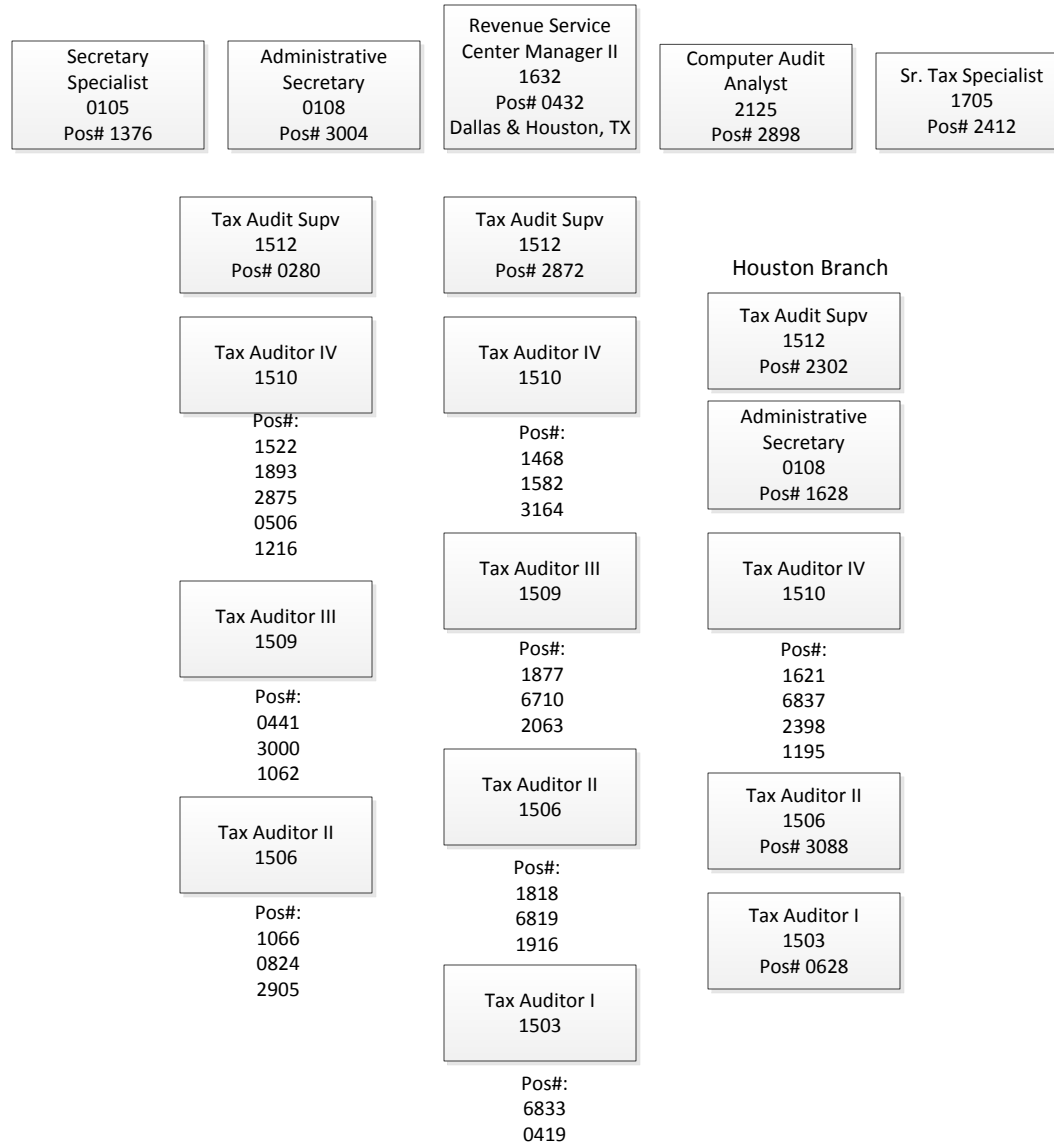 Secretary
Specialist
0105
Pos# 1376
Administrative
Secretary
0108
Pos# 3004
Revenue Service
Center Manager II
1632
Pos# 0432
Dallas & Houston, TX
Computer Audit
Analyst
2125
Pos# 2898
Sr. Tax Specialist
1705
Pos# 2412
Tax Audit Supv
1512
Pos# 0280
Tax Auditor IV
1510
Pos#:
1522
1893
2875
0506
1216
Tax Auditor III
1509
Pos#:
0441
3000
1062
Tax Auditor II
1506
Pos#:
1066
0824
2905
Tax Audit Supv
1512
Pos# 2872
Tax Auditor IV
1510
Pos#:
1468
1582
3164
Tax Auditor III
1509
Pos#:
1877
6710
2063
Tax Auditor II
1506
Pos#:
1818
6819
1916
Tax Auditor I
1503
Pos#:
6833
0419
Houston Branch
Tax Audit Supv
1512
Pos# 2302
Administrative
Secretary
0108
Pos# 1628
Tax Auditor IV
1510
Pos#:
1621
6837
2398
1195
Tax Auditor II
1506
Pos# 3088
Tax Auditor I
1503
Pos# 0628